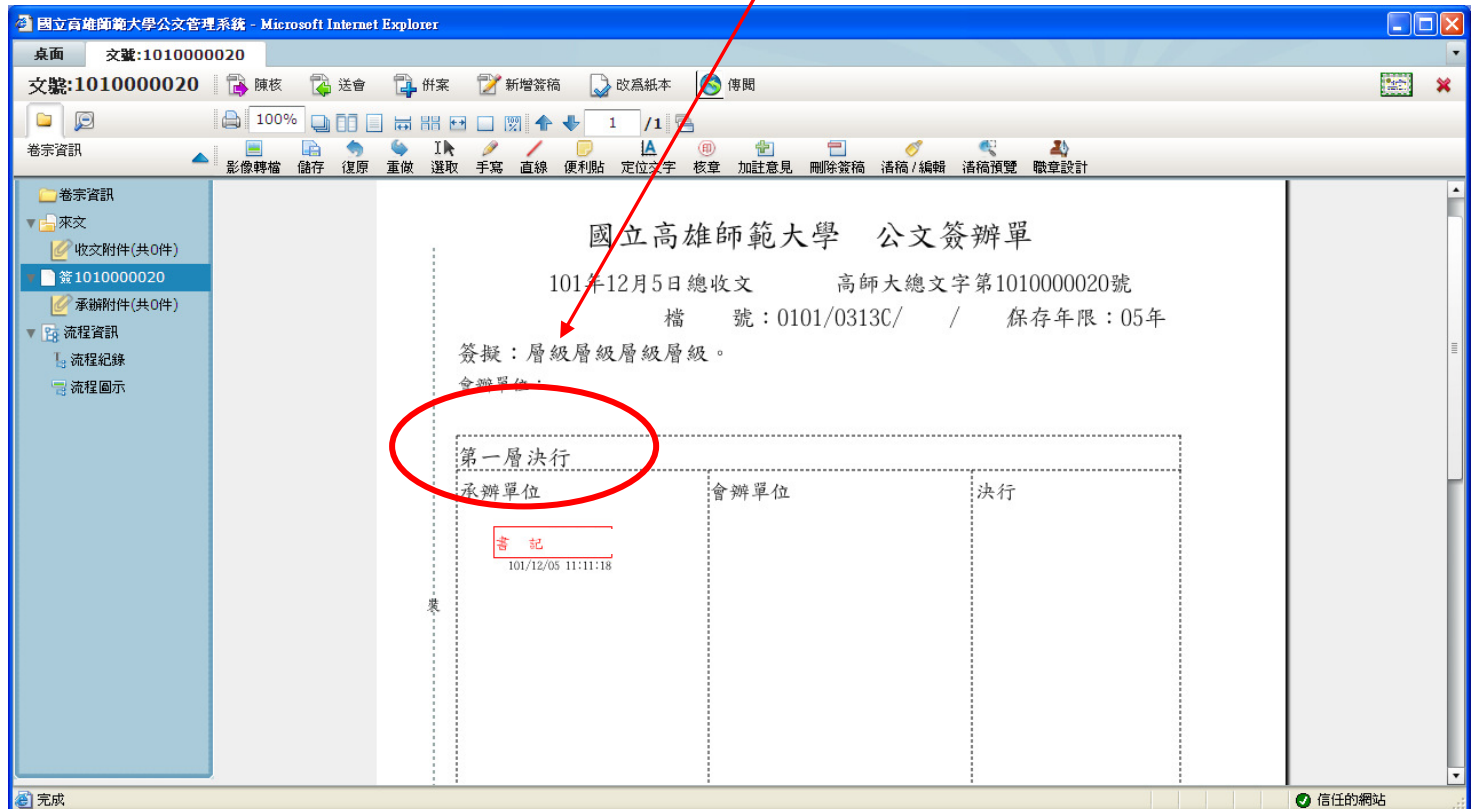 國立高雄師範大學公文管理系統 - Microsoft Internet Explorer
桌面 文號:1010000020
文號:1010000020 陳核 送會 併案 新增簽稿 改為紙本 傳閱
100% 1 /1
卷宗資訊
影像轉檔 儲存 復原 重做 選取 手寫 直線 便利貼 定位文字 核章 加註意見 刪除簽稿 清稿/編輯 清稿預覽 職章設計
卷宗資訊
來文
收文附件(共0件)
簽1010000020
承辦附件(共0件)
流程資訊
流程紀錄
流程圖示
國立高雄師範大學 公文簽辦單
101年12月5日總收文 高師大總文字第1010000020號
檔 號：0101/0313C/ / 保存年限：05年
簽擬：層級層級層級層級。
會辦單位：
第一層決行
承辦單位 會辦單位 決行
書 記
101/12/05 11:11:18
裝
完成 信任的網站